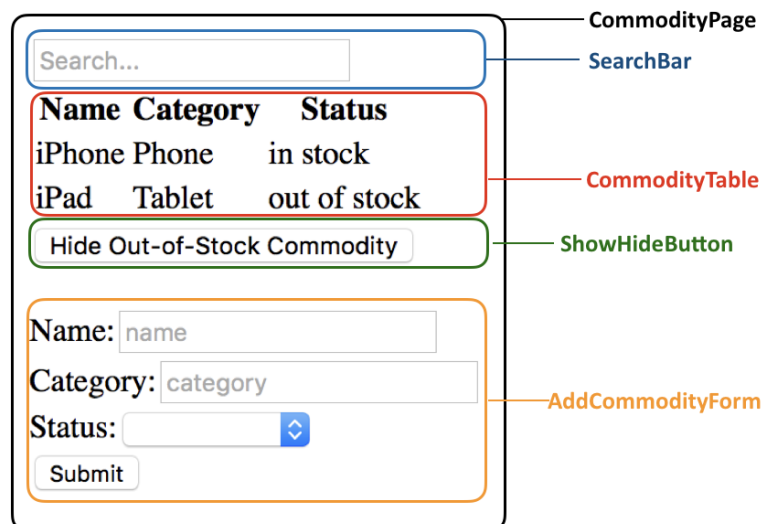 CommodityPage
Search...
SearchBar
Name Category Status
iPhone Phone in stock
iPad Tablet out of stock
CommodityTable
Hide Out-of-Stock Commodity
ShowHideButton
Name: name
Category: category
AddCommodityForm
Status:
Submit